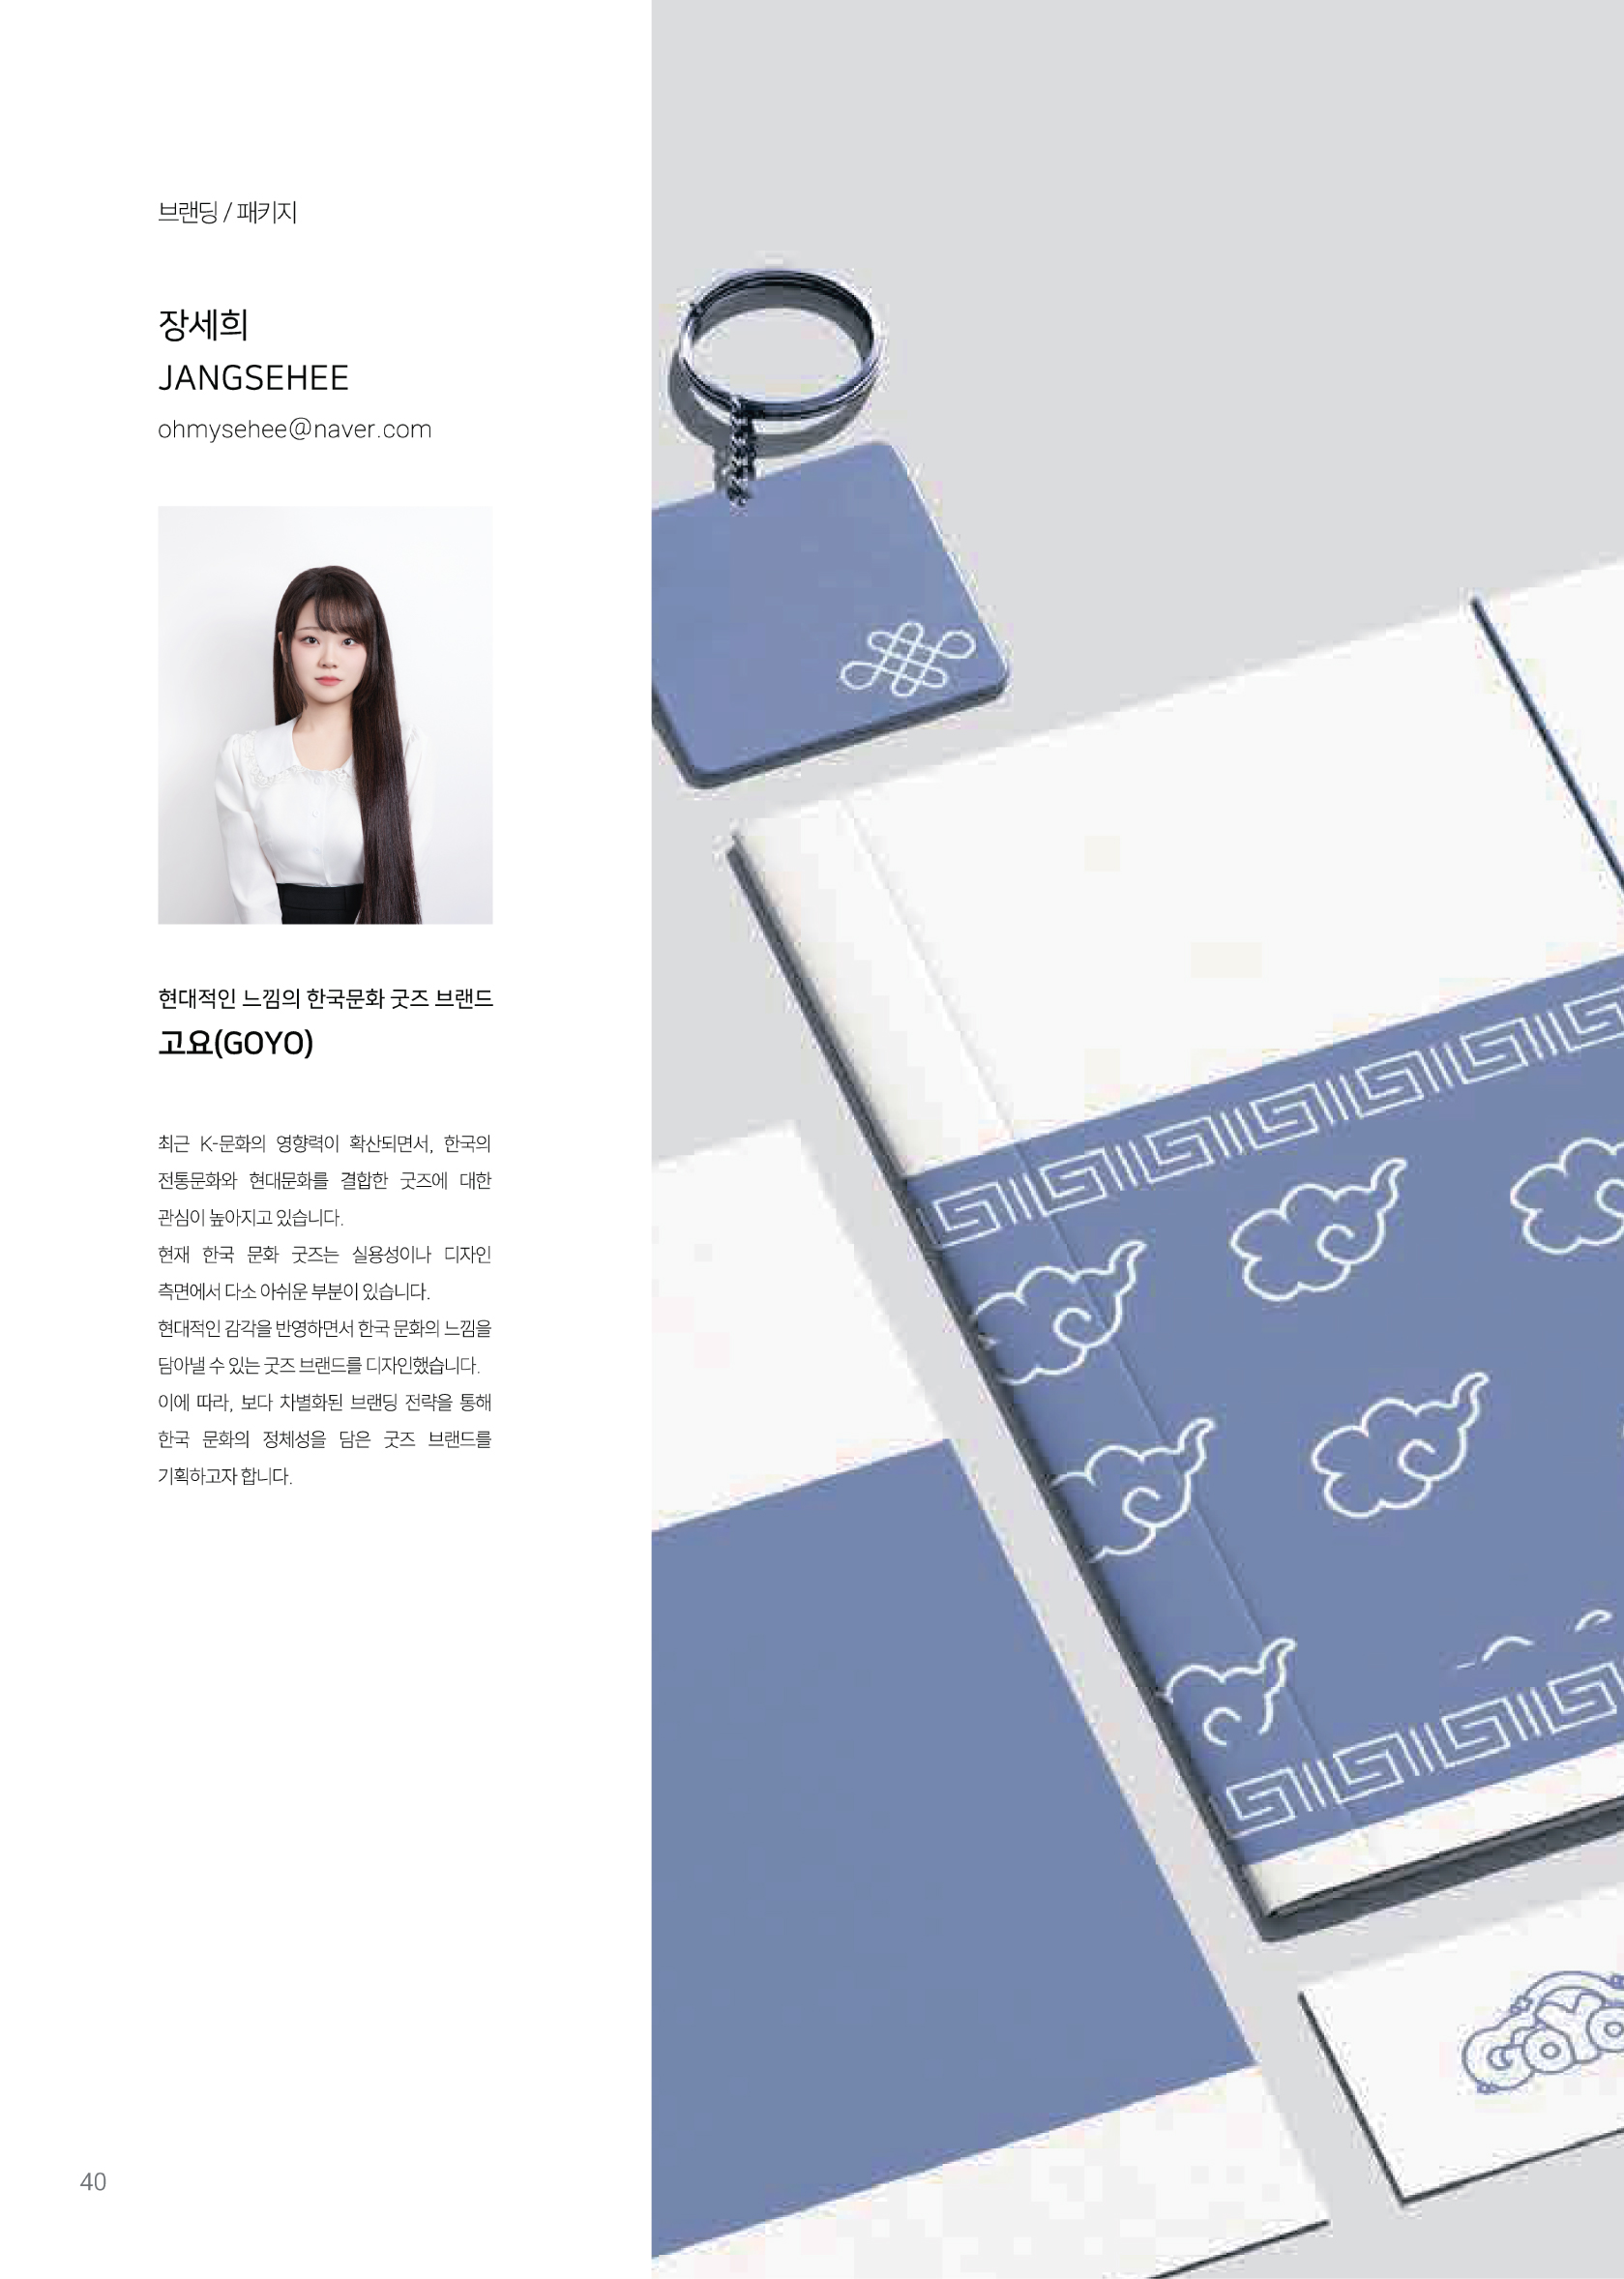 브랜딩 / 패키지
장세희
JANGSEHEE
ohmysehee@naver.com
현대적인 느낌의 한국문화 굿즈 브랜드
고요(GOYO)
최근 K-문화의 영향력이 확산되면서, 한국의
전통문화와 현대문화를 결합한 굿즈에 대한
관심이 높아지고 있습니다.
현재 한국 문화 굿즈는 실용성이나 디자인
측면에서 다소 아쉬운 부분이 있습니다.
현대적인 감각을 반영하면서 한국 문화의 느낌을
담아낼 수 있는 굿즈 브랜드를 디자인했습니다.
이에 따라, 보다 차별화된 브랜딩 전략을 통해
한국 문화의 정체성을 담은 굿즈 브랜드를
기획하고자 합니다.
GOYO
40